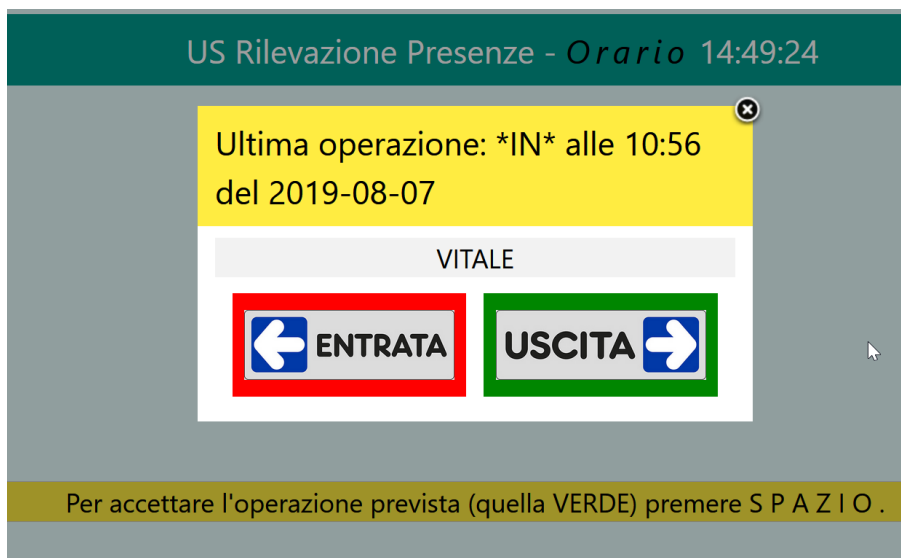 US Rilevazione Presenze - Orario 14:49:24
Ultima operazione: *IN* alle 10:56
del 2019-08-07
VITALE
ENTRATA USCITA
Per accettare l'operazione prevista (quella VERDE) premere S P A Z I O .